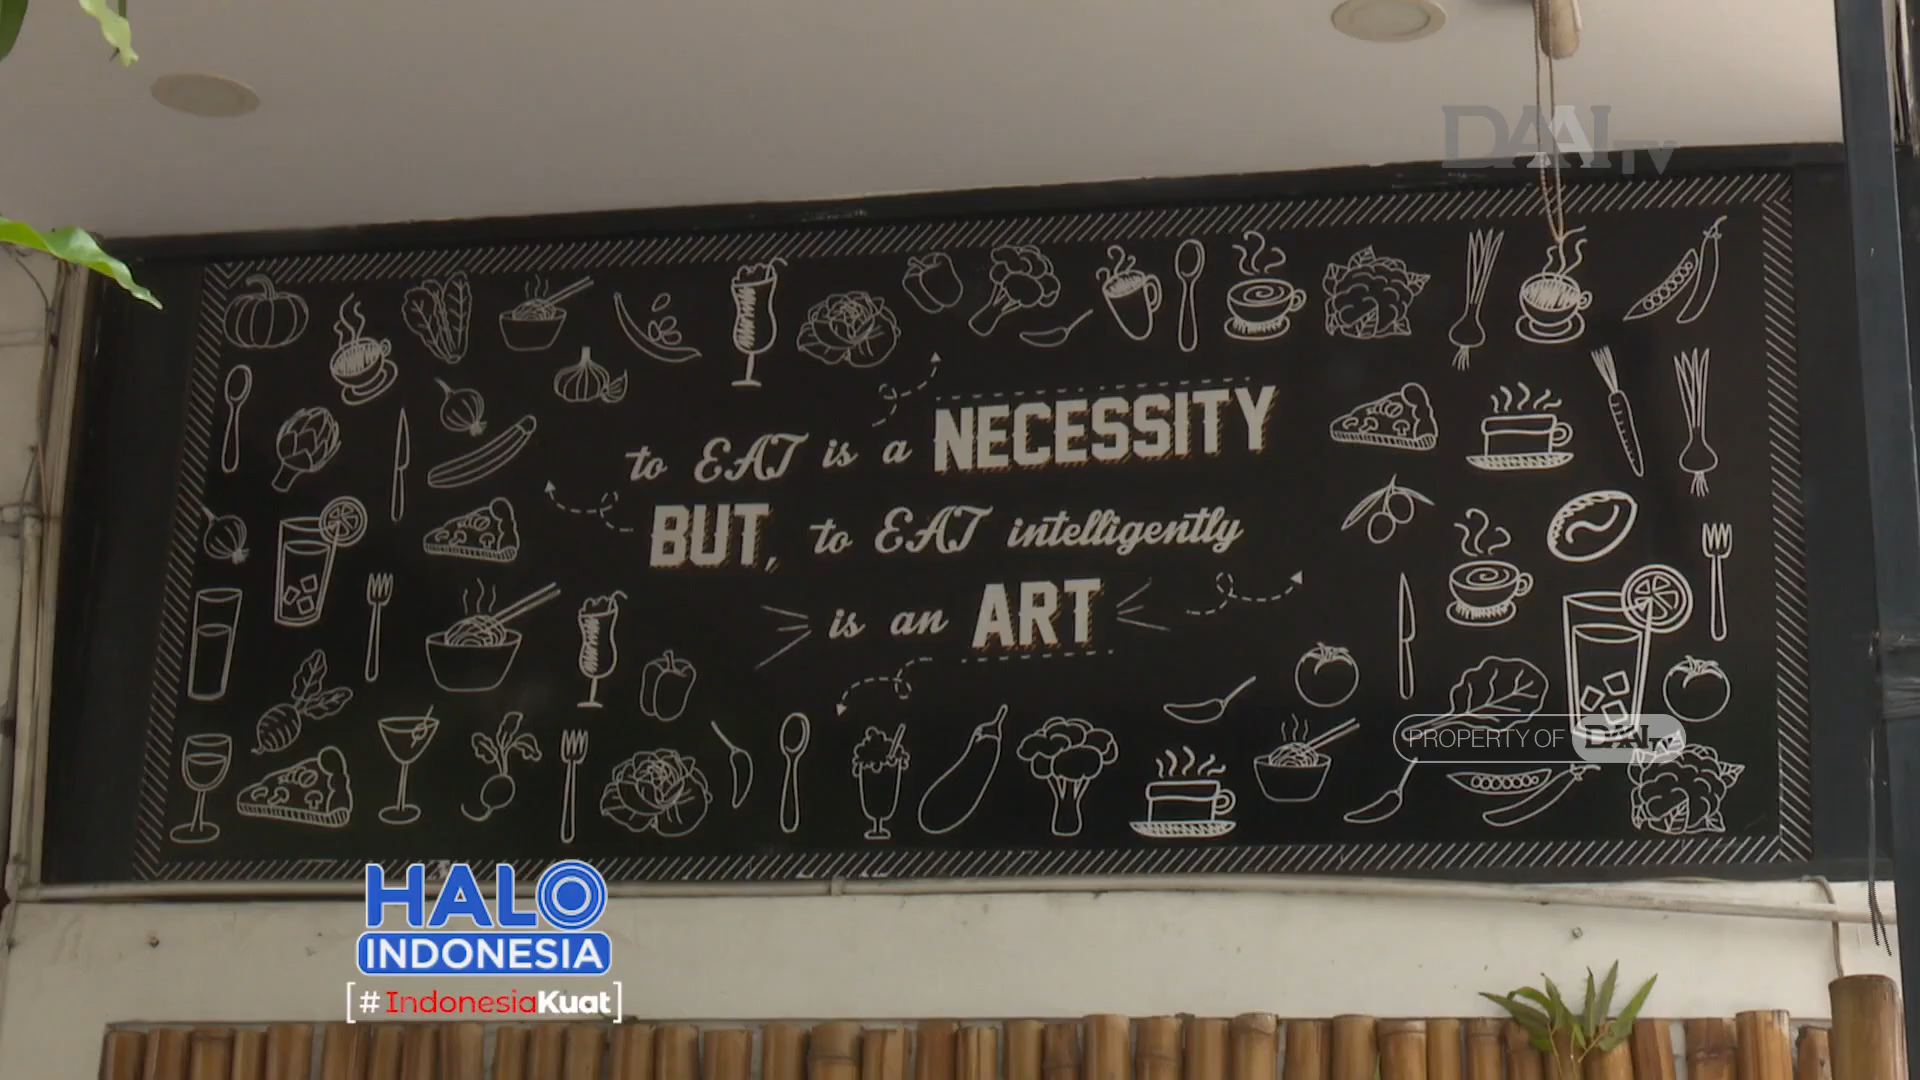 DAAI TV
to EAT is a NECESSITY
BUT, to EAT intelligently
is an ART
PROPERTY OF DAAI TV
HALO
INDONESIA
[#IndonesiaKuat]